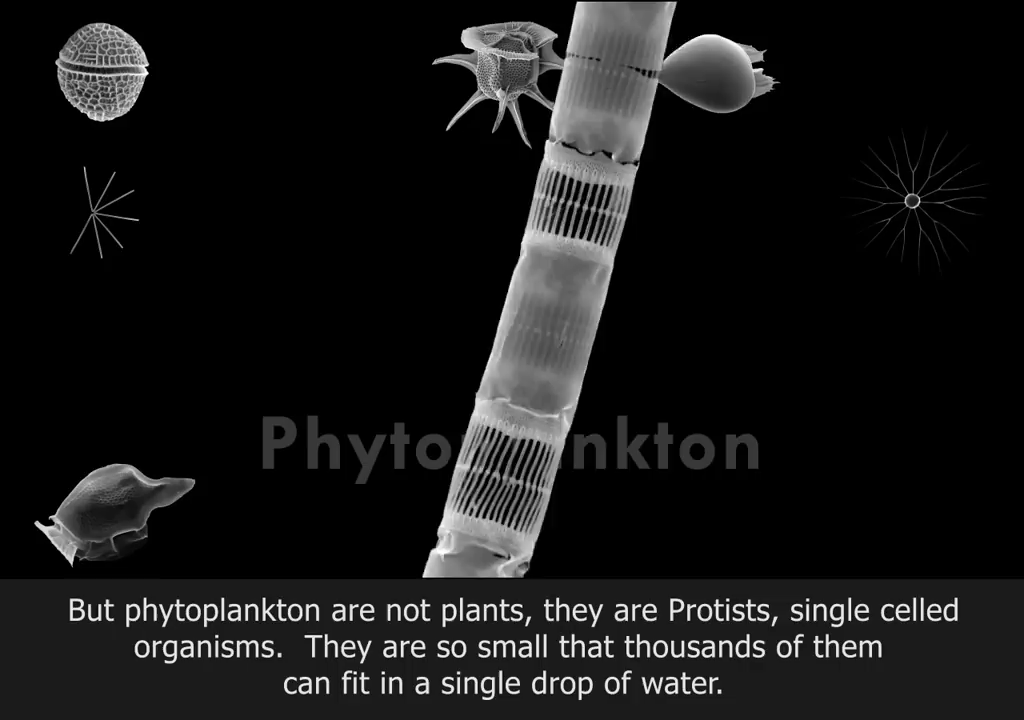 Phytoplankton
But phytoplankton are not plants, they are Protists, single celled
organisms.  They are so small that thousands of them
can fit in a single drop of water.